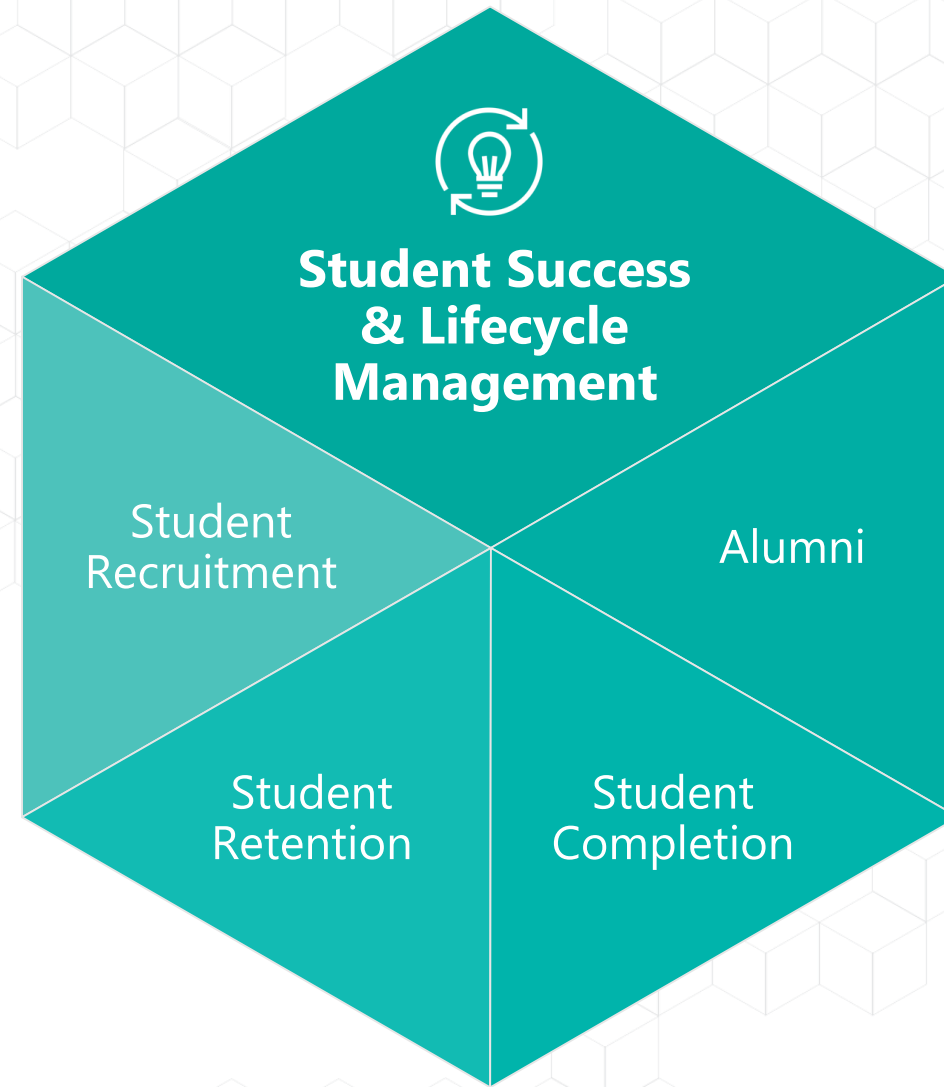 Student Success
& Lifecycle
Management
Student
Recruitment
Alumni
Student
Retention
Student
Completion